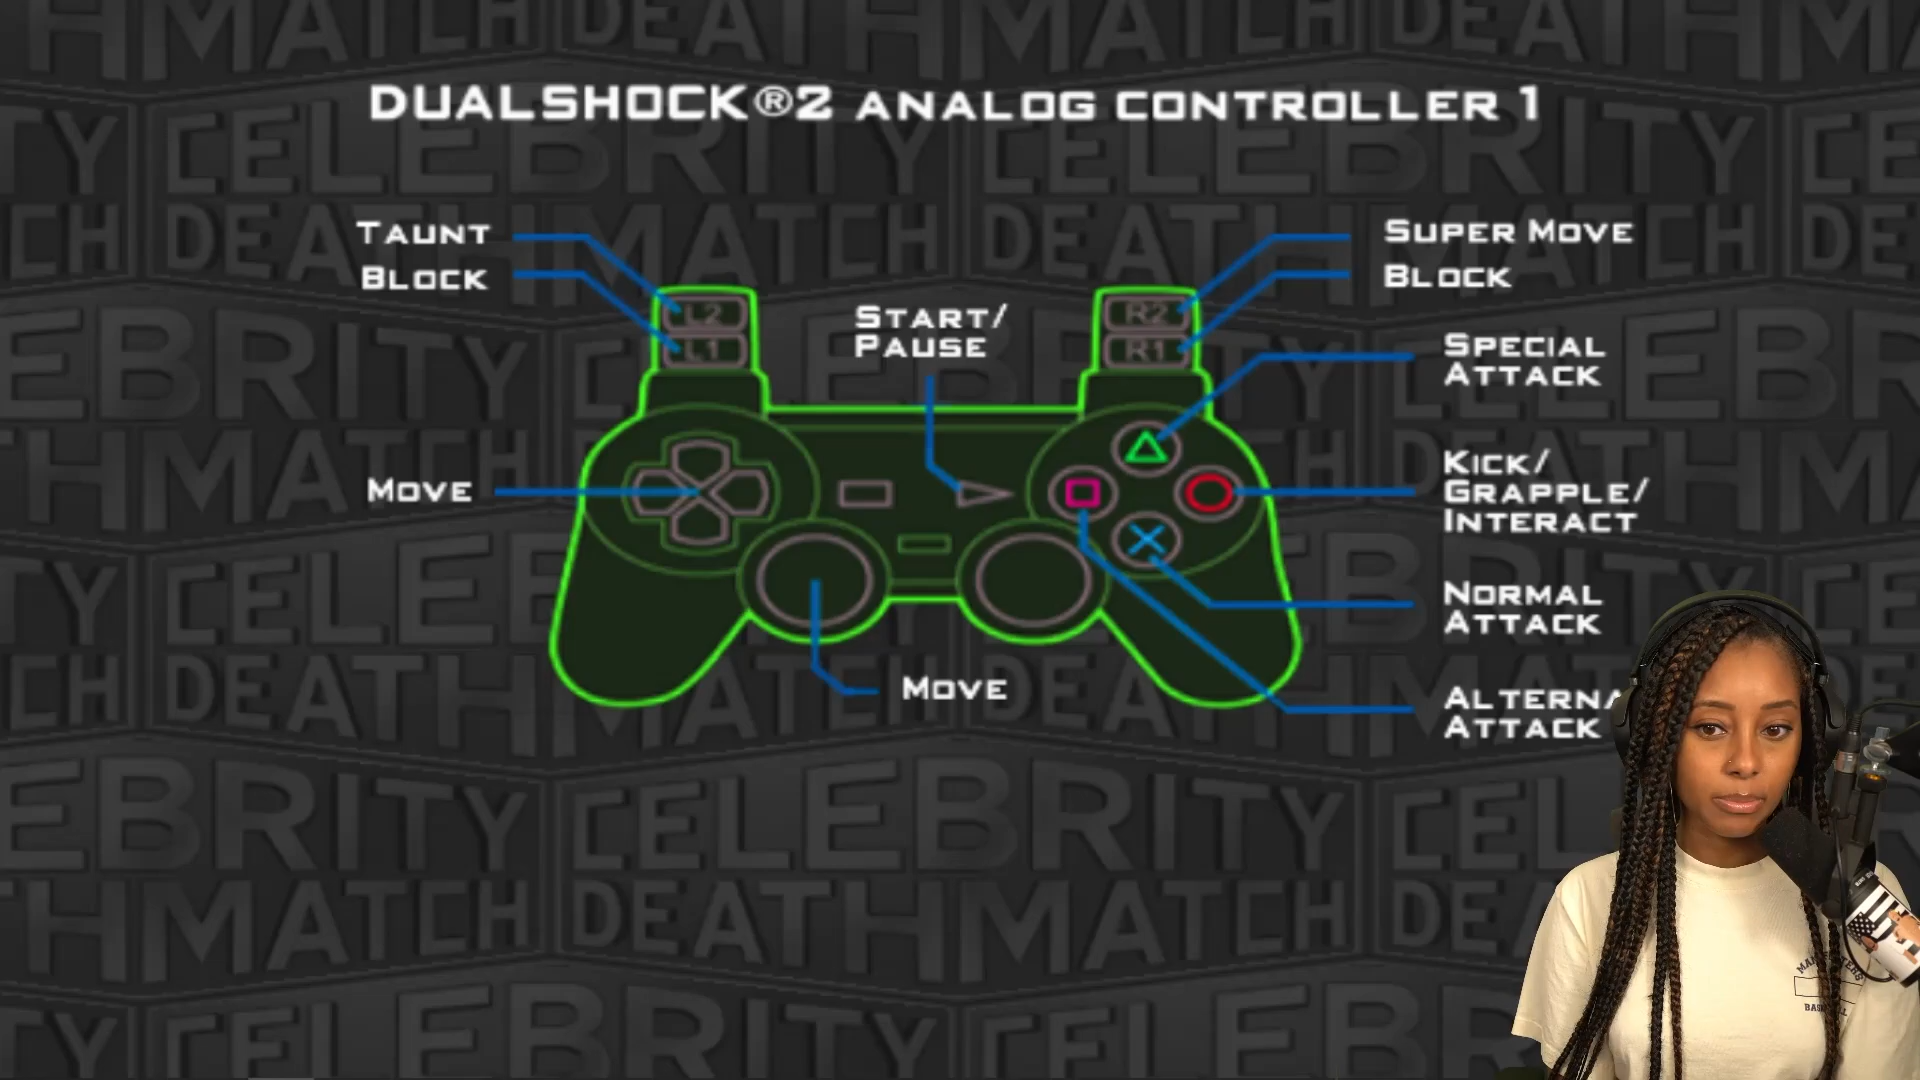 DUALSHOCK®2 ANALOG CONTROLLER 1
TAUNT
BLOCK
SUPER MOVE
BLOCK
L2
L1
R2
R1
START/
PAUSE
SPECIAL
ATTACK
MOVE
KICK/
GRAPPLE/
INTERACT
NORMAL
ATTACK
MOVE
ATTACK
CELEBRITY
DEATHMATCH